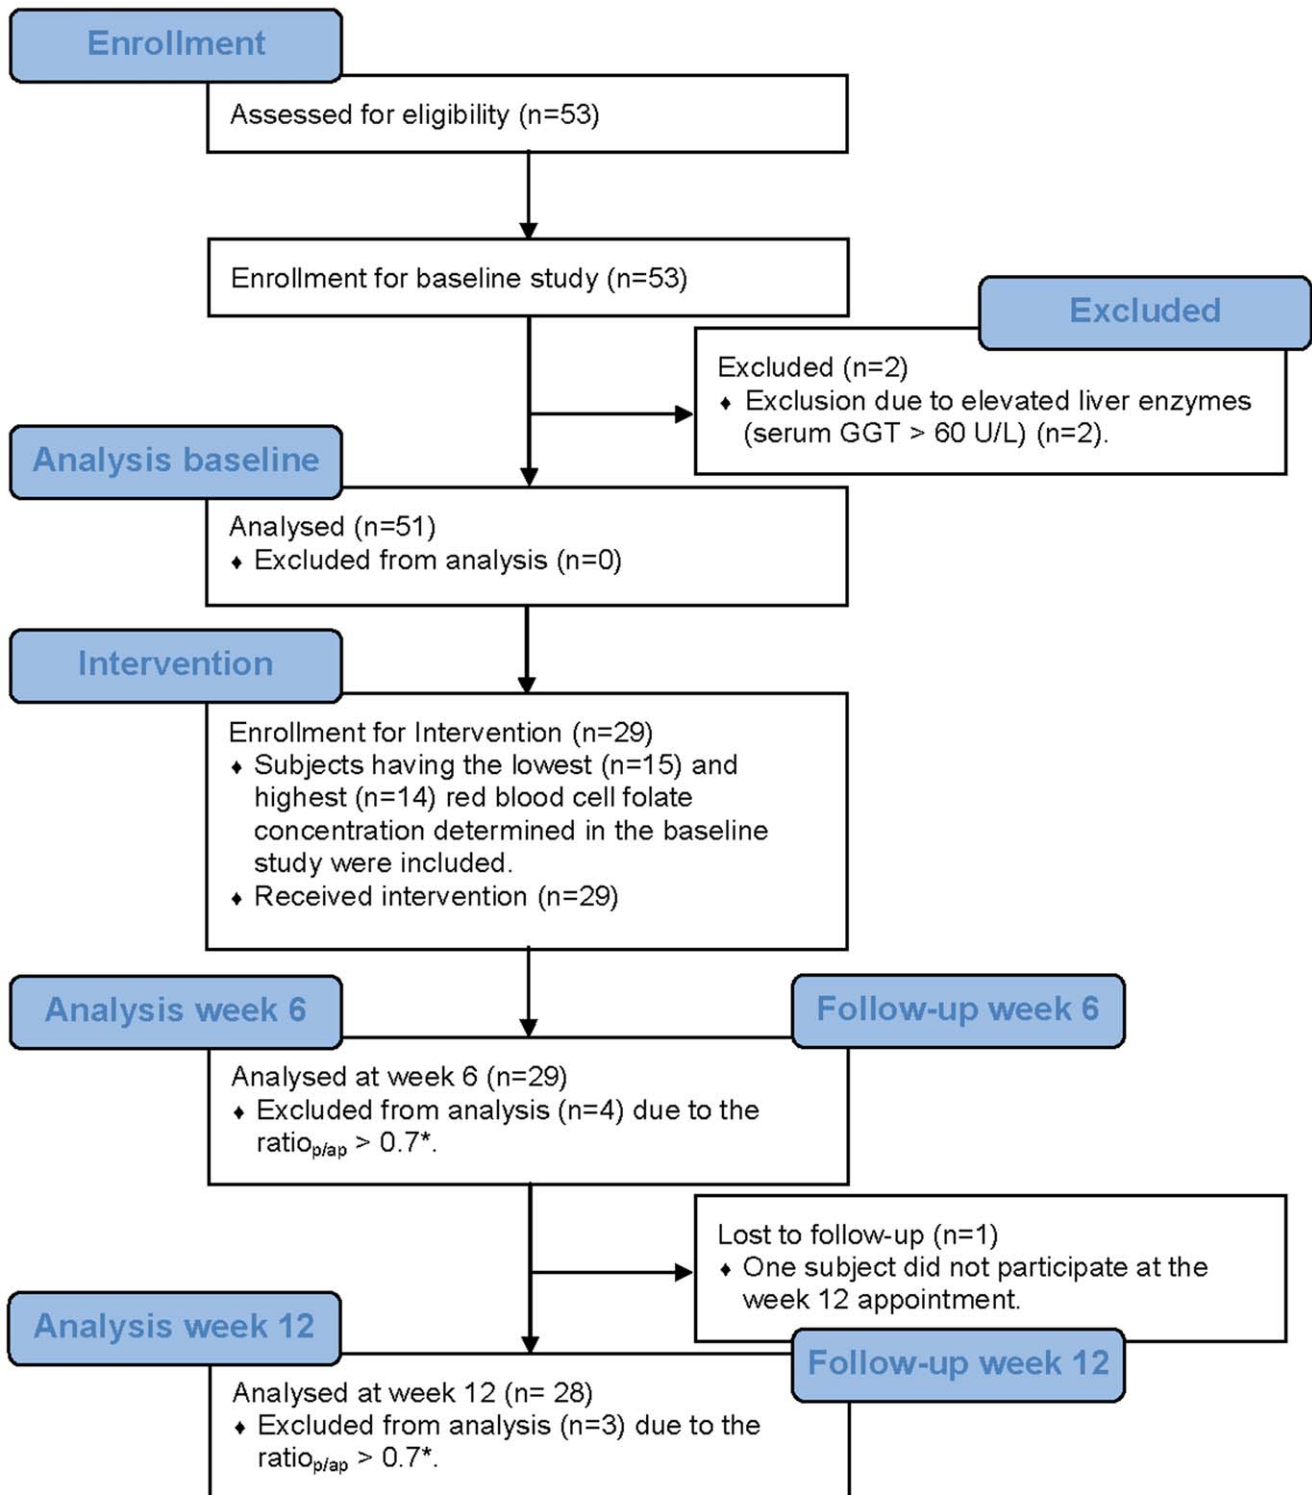 Enrollment
Assessed for eligibility (n=53)
Enrollment for baseline study (n=53)
Excluded
Excluded (n=2)
♦ Exclusion due to elevated liver enzymes
(serum GGT > 60 U/L) (n=2).
Analysis baseline
Analysed (n=51)
♦ Excluded from analysis (n=0)
Intervention
Enrollment for Intervention (n=29)
♦ Subjects having the lowest (n=15) and
highest (n=14) red blood cell folate
concentration determined in the baseline
study were included.
♦ Received intervention (n=29)
Analysis week 6
Follow-up week 6
Analysed at week 6 (n=29)
♦ Excluded from analysis (n=4) due to the
ratio p/ap > 0.7*.
Lost to follow-up (n=1)
♦ One subject did not participate at the
week 12 appointment.
Analysis week 12
Follow-up week 12
Analysed at week 12 (n= 28)
♦ Excluded from analysis (n=3) due to the
ratio p/ap > 0.7*.